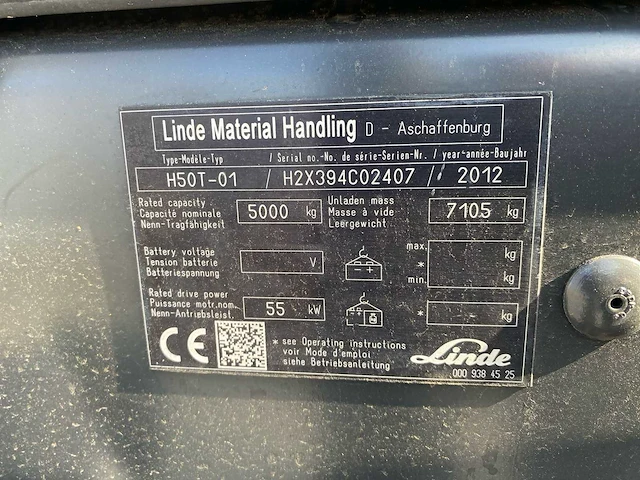 Linde Material Handling D - Aschaffenburg
Type-Modèle-Typ / Serial no.-No. de série-Serien-Nr. / year-année-Baujahr
H50T-01 / H2X394C02407 / 2012
Rated capacity
Capacité nominale
Nenn-Tragfähigkeit
5000 kg
Unladen mass
Masse à vide
Leergewicht
7105 kg
Battery voltage
Tension batterie
Batteriespannung
V
- +
max.
*
min.
kg
kg
Rated drive power
Puissance motr.nom.
Nenn-Antriebsleist.
55 kW
+ -
* - kg
CE
* see Operating instructions
voir Mode d'emploi
siehe Betriebsanleitung
Linde
000 938 45 25